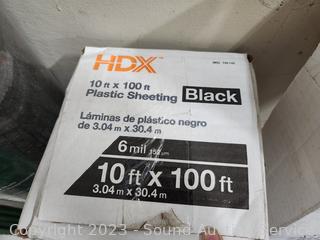 HDX
10 ft x 100 ft
Plastic Sheeting Black
Láminas de plástico negro
de 3.04 m x 30.4 m
6 mil
10 ft x 100 ft
3.04 m x 30.4 m
Copyright 2023 - Sound Auction Service